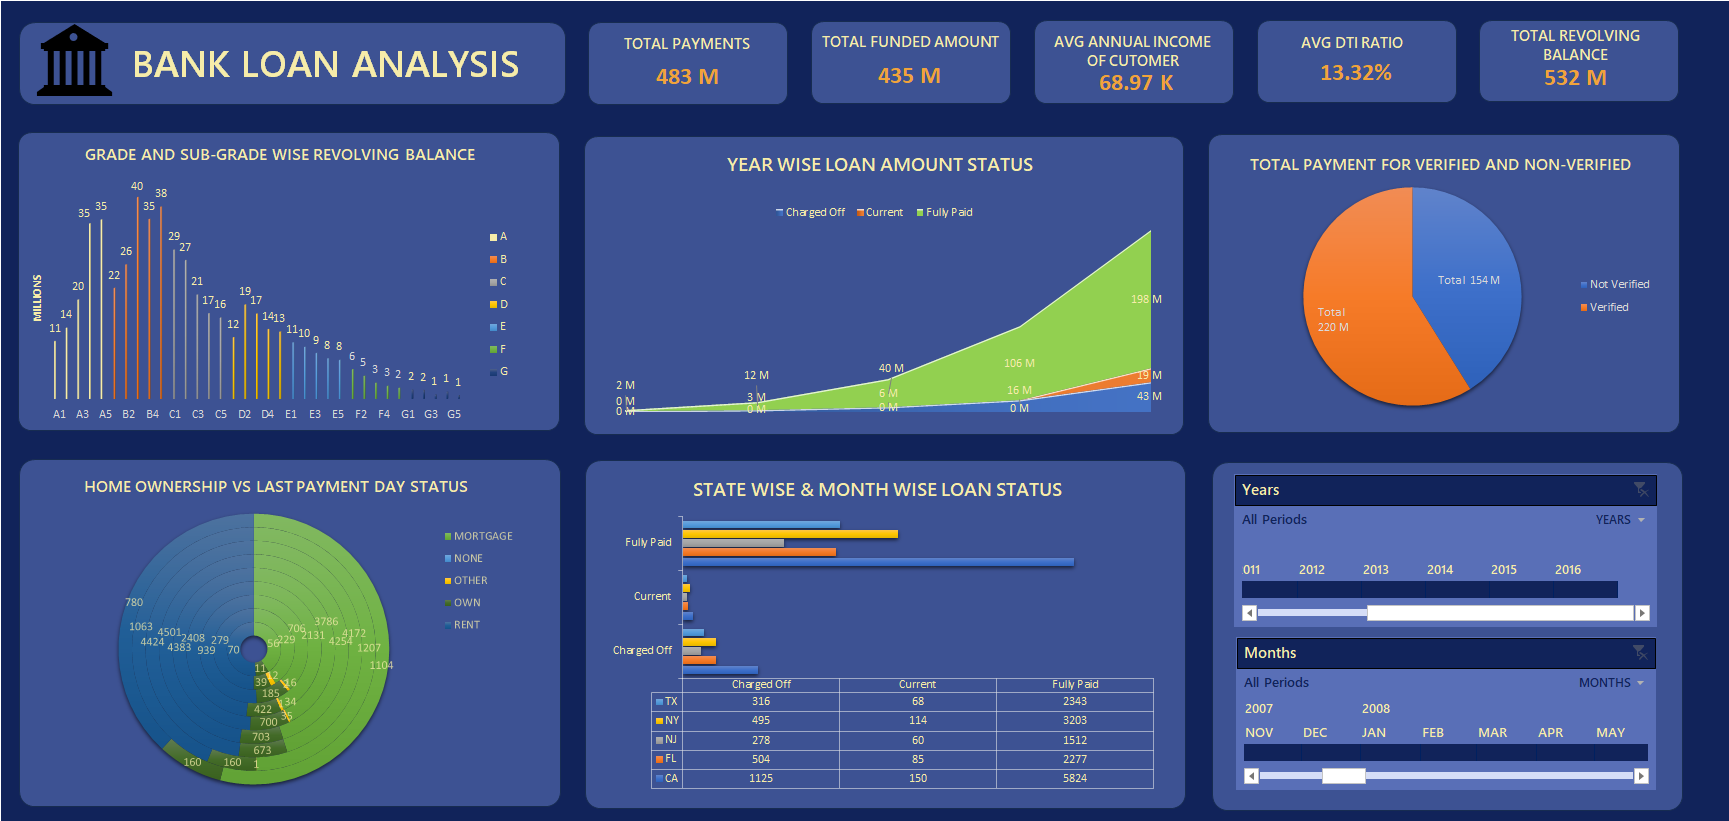 BANK LOAN ANALYSIS
TOTAL PAYMENTS
483 M
TOTAL FUNDED AMOUNT
435 M
AVG ANNUAL INCOME
OF CUTOMER
68.97 K
AVG DTI RATIO
13.32%
TOTAL REVOLVING
BALANCE
532 M
GRADE AND SUB-GRADE WISE REVOLVING BALANCE
MILLIONS
11 14 20 35 35 22 26 40 35 38 29 27 21 17 16 12 19 17 14 13 11 10 9 8 8 6 5 3 3 2 2 2 1 1 1
A1 A3 A5 B2 B4 C1 C3 C5 D2 D4 E1 E3 E5 F2 F4 G1 G3 G5
A
B
C
D
E
F
G
YEAR WISE LOAN AMOUNT STATUS
Charged Off Current Fully Paid
2 M
0 M
0 M
12 M
3 M
0 M
40 M
6 M
0 M
106 M
16 M
0 M
198 M
19 M
43 M
TOTAL PAYMENT FOR VERIFIED AND NON-VERIFIED
Total 154 M
Total
220 M
Not Verified
Verified
HOME OWNERSHIP VS LAST PAYMENT DAY STATUS
MORTGAGE
NONE
OTHER
OWN
RENT
780
1063 4501 2408 279
4424 4383 939 70
56 229 706 2131 3786 4254 4172 1207 1104
11
39 12
185 16
422 34
700 35
703
673
160 160 1
STATE WISE & MONTH WISE LOAN STATUS
Fully Paid
Current
Charged Off
Charged Off Current Fully Paid
TX 316 68 2343
NY 495 114 3203
NJ 278 60 1512
FL 504 85 2277
CA 1125 150 5824
Years
All Periods YEARS
011 2012 2013 2014 2015 2016
Months
All Periods MONTHS
2007 2008
NOV DEC JAN FEB MAR APR MAY